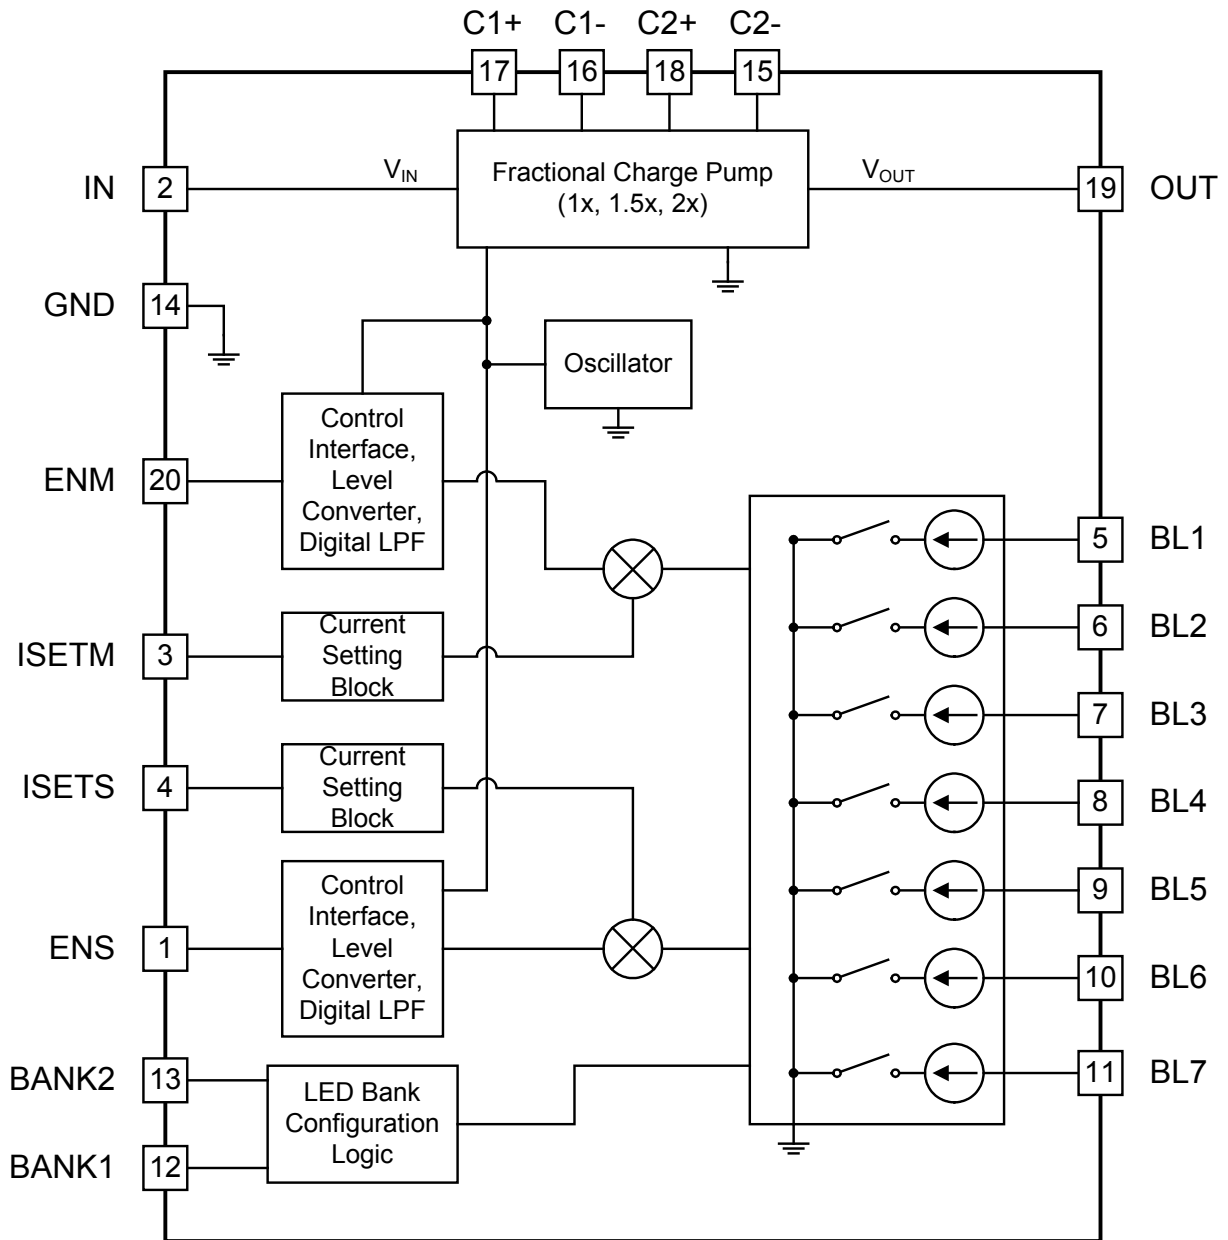 C1+ C1- C2+ C2-
17 16 18 15
IN 2 VIN Fractional Charge Pump VOUT 19 OUT
(1x, 1.5x, 2x)
GND 14
Oscillator
ENM 20
Control
Interface,
Level
Converter,
Digital LPF
5 BL1
6 BL2
ISETM 3
Current
Setting
Block
7 BL3
ISETS 4
Current
Setting
Block
8 BL4
9 BL5
ENS 1
Control
Interface,
Level
Converter,
Digital LPF
10 BL6
BANK2 13
BANK1 12
LED Bank
Configuration
Logic
11 BL7